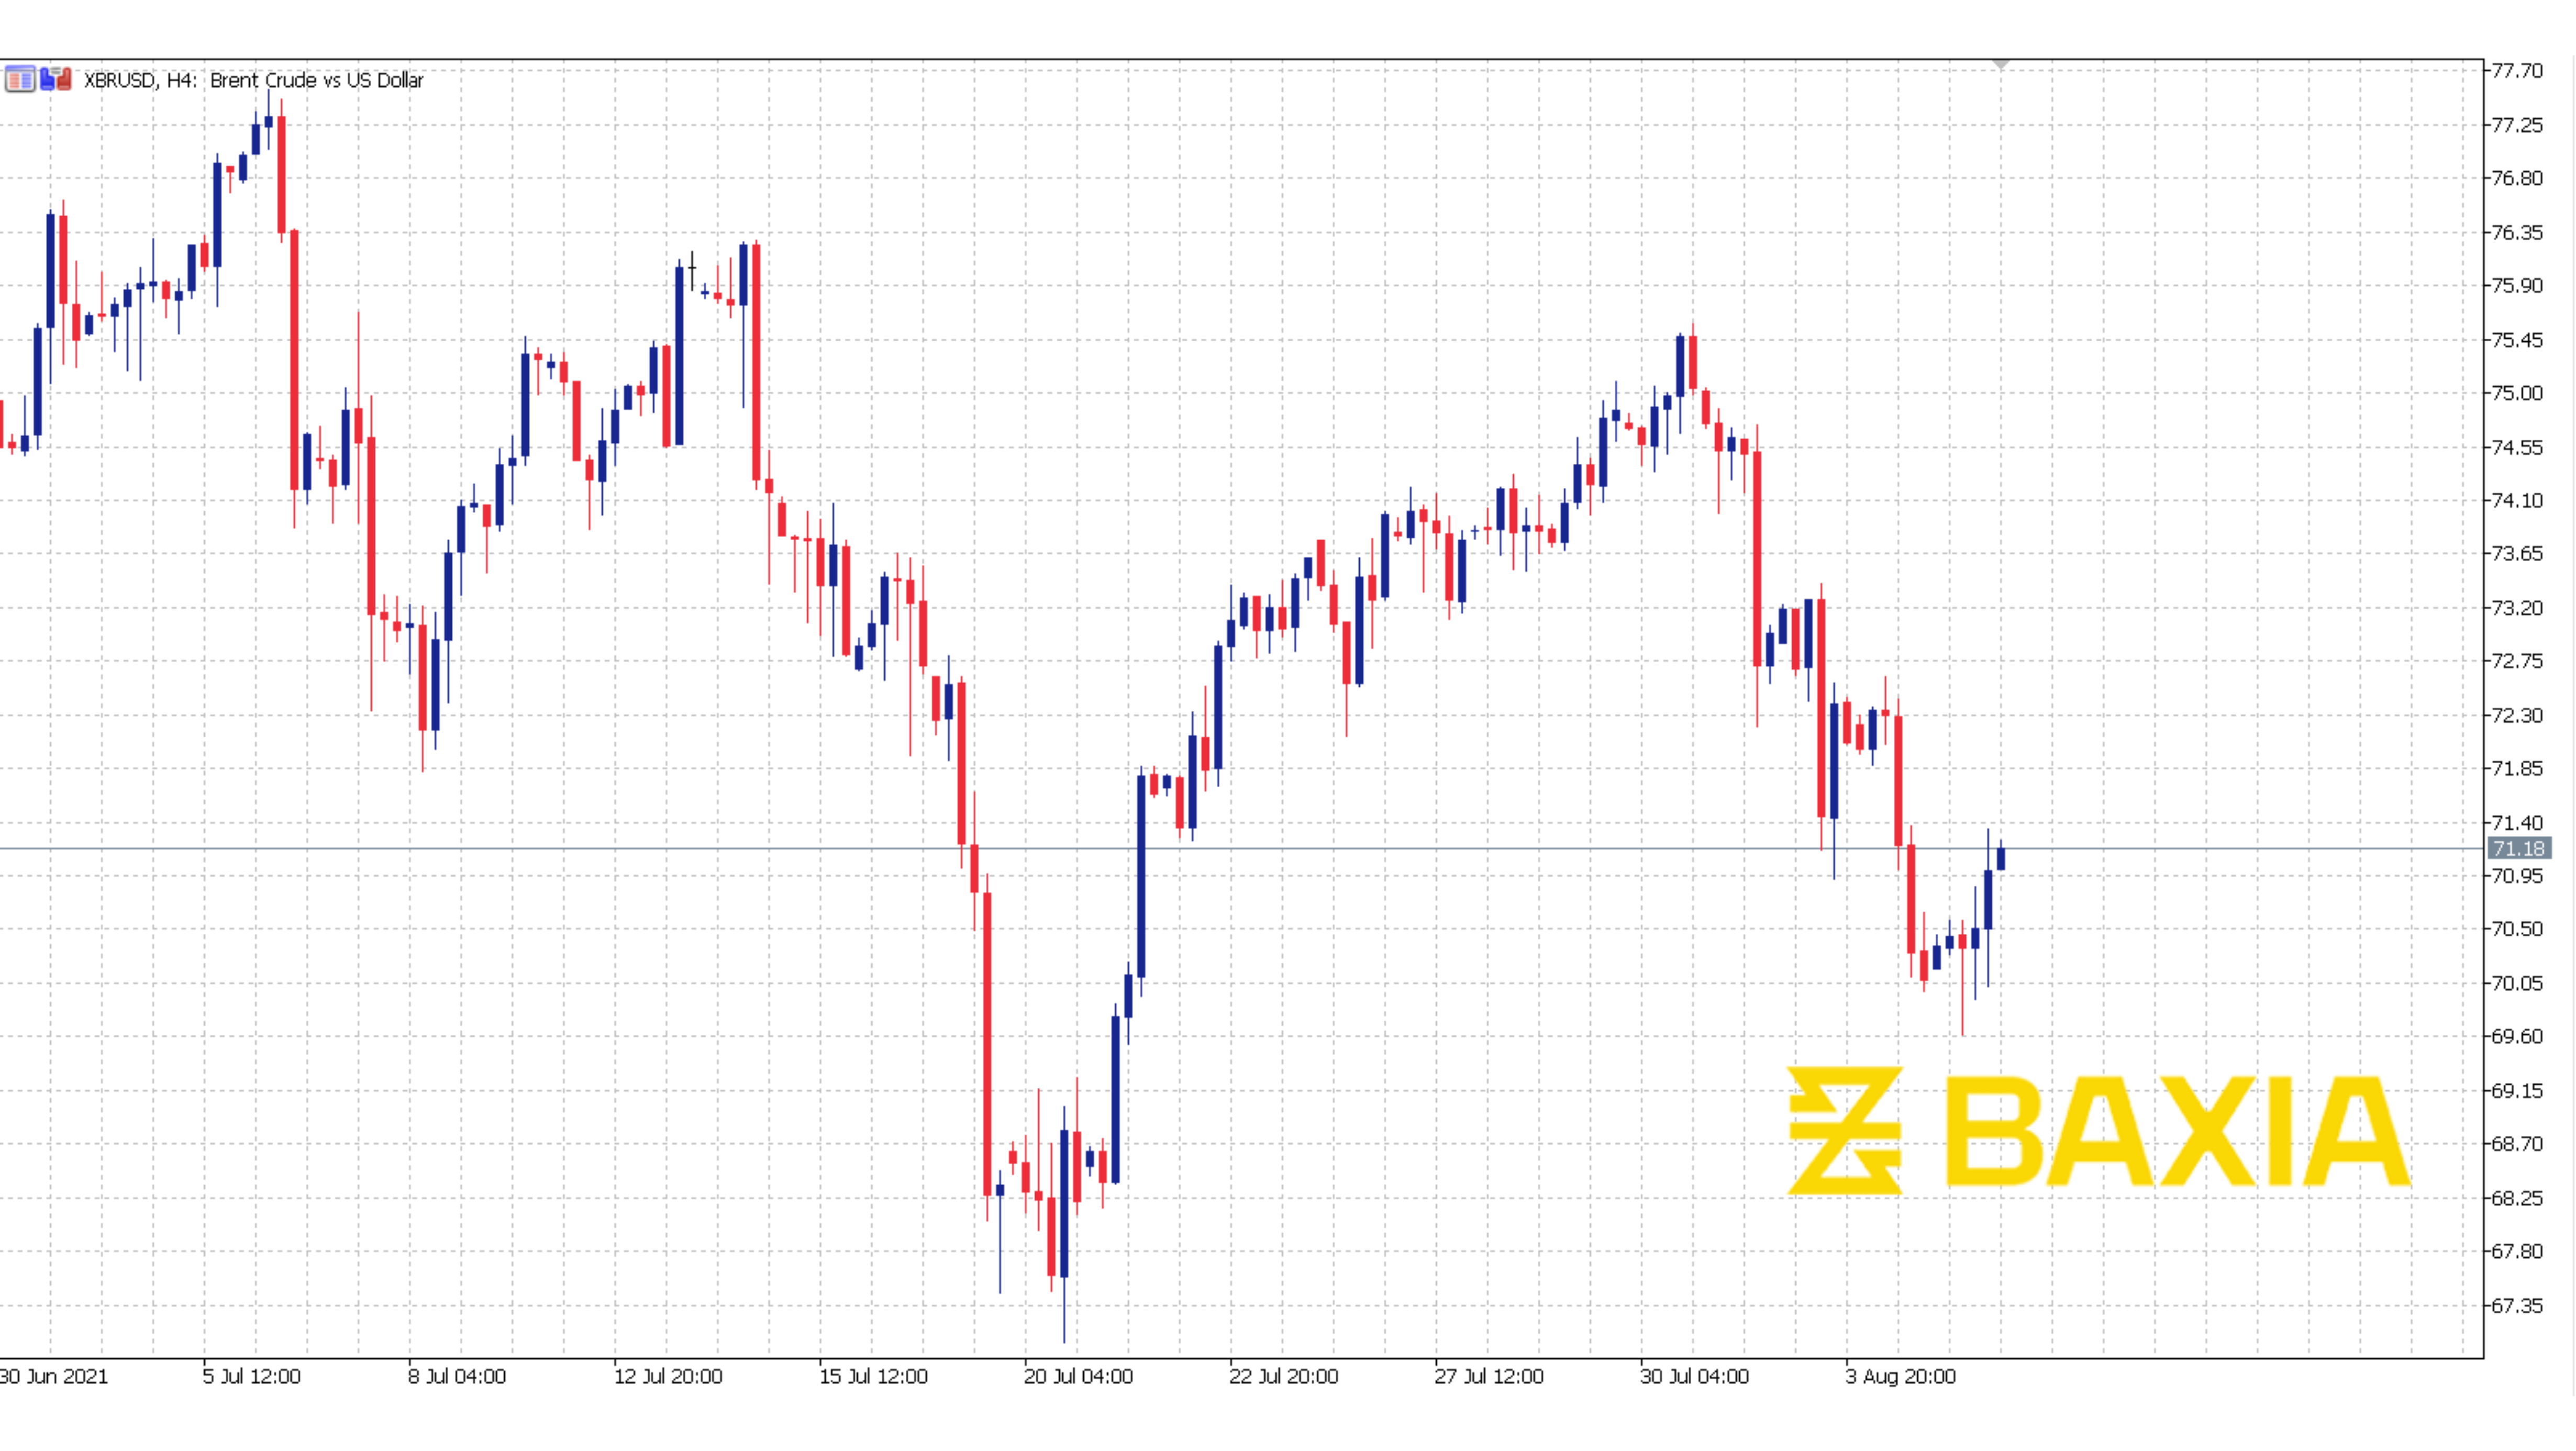 XBRUSD, H4: Brent Crude vs US Dollar
77.70
77.25
76.80
76.35
75.90
75.45
75.00
74.55
74.10
73.65
73.20
72.75
72.30
71.85
71.40
71.18
70.95
70.50
70.05
69.60
69.15
68.70
68.25
67.80
67.35
BAXIA
30 Jun 2021
5 Jul 12:00
8 Jul 04:00
12 Jul 20:00
15 Jul 12:00
20 Jul 04:00
22 Jul 20:00
27 Jul 12:00
30 Jul 04:00
3 Aug 20:00